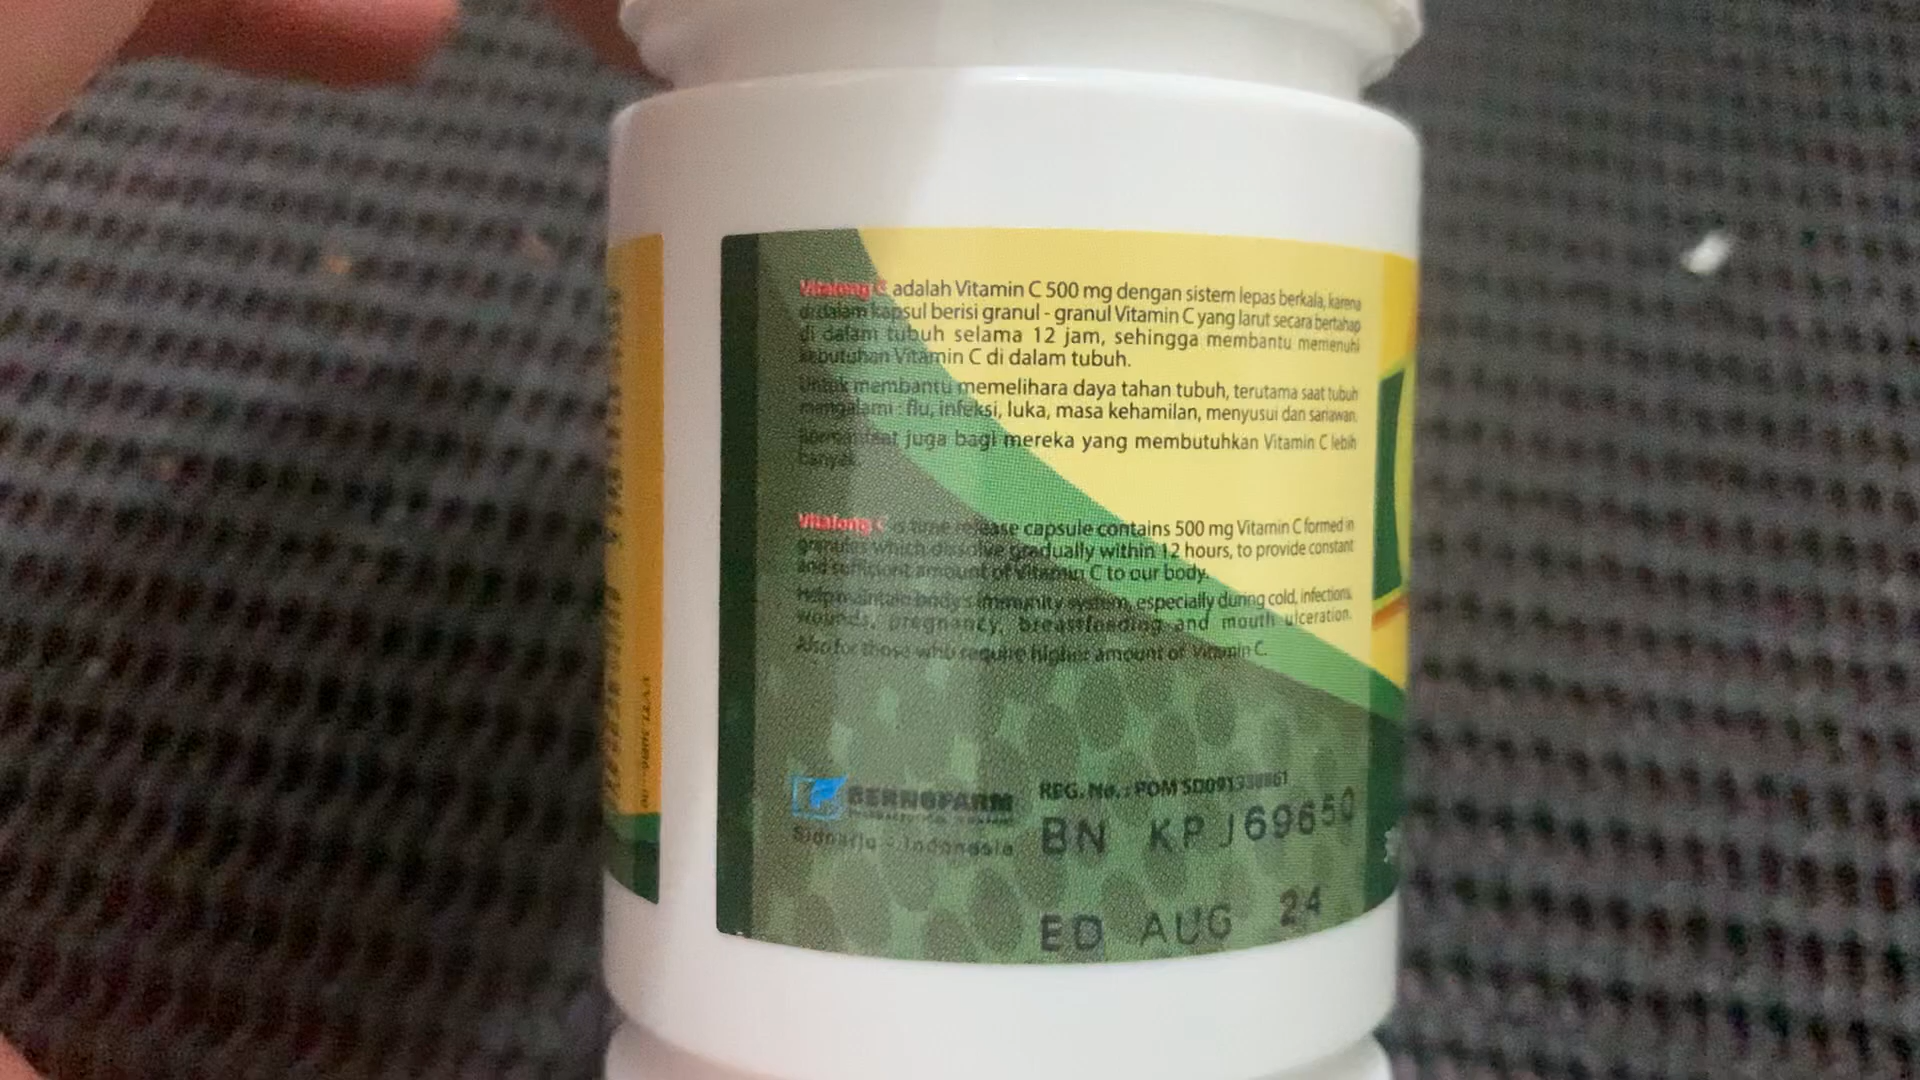 Vitalong C adalah Vitamin C 500 mg dengan sistem lepas berkala, karena
di dalam kapsul berisi granul - granul Vitamin C yang larut secara bertahap
di dalam tubuh selama 12 jam, sehingga membantu memenuhi
kebutuhan Vitamin C di dalam tubuh.
Untuk membantu memelihara daya tahan tubuh, terutama saat tubuh
mengalami : flu, infeksi, luka, masa kehamilan, menyusui dan sariawan.
Bermanfaat juga bagi mereka yang membutuhkan Vitamin C lebih
banyak.
Vitalong C is time release capsule contains 500 mg Vitamin C formed in
granules which dissolve gradually within 12 hours, to provide constant
and sufficient amount of Vitamin C to our body.
Help maintain body's immunity system, especially during cold, infections,
wounds, pregnancy, breastfeeding and mouth ulceration.
Also for those who require higher amount of Vitamin C.
BERNOFARM
Sidoarjo - Indonesia
REG. No. : POM
BN KPJ69650
ED AUG 24